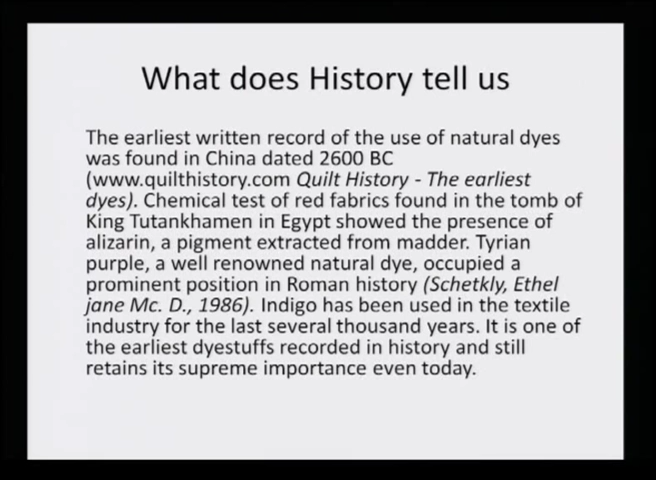 What does History tell us
The earliest written record of the use of natural dyes
was found in China dated 2600 BC
(www.quilthistory.com Quilt History - The earliest
dyes). Chemical test of red fabrics found in the tomb of
King Tutankhamen in Egypt showed the presence of
alizarin, a pigment extracted from madder. Tyrian
purple, a well renowned natural dye, occupied a
prominent position in Roman history (Schetkly, Ethel
jane Mc. D., 1986). Indigo has been used in the textile
industry for the last several thousand years. It is one of
the earliest dyestuffs recorded in history and still
retains its supreme importance even today.